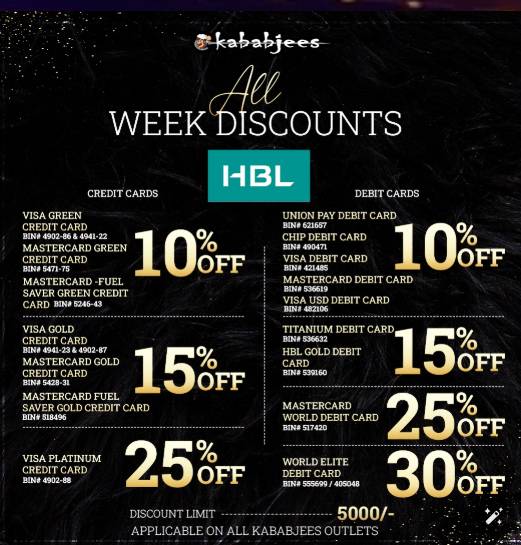 kababjees
All
WEEK DISCOUNTS
HBL
CREDIT CARDS
VISA GREEN
CREDIT CARD
BIN# 4902-86 & 4941-22
MASTERCARD GREEN
CREDIT CARD
BIN# 5471-75
MASTERCARD -FUEL
SAVER GREEN CREDIT
CARD BIN# 5246-43
10% OFF
VISA GOLD
CREDIT CARD
BIN# 4941-23 & 4902-87
MASTERCARD GOLD
CREDIT CARD
BIN# 5428-31
MASTERCARD FUEL
SAVER GOLD CREDIT CARD
BIN# 518496
15% OFF
VISA PLATINUM
CREDIT CARD
BIN# 4902-88
25% OFF
DEBIT CARDS
UNION PAY DEBIT CARD
BIN# 621657
CHIP DEBIT CARD
BIN# 490471
VISA DEBIT CARD
BIN# 421485
MASTERCARD DEBIT CARD
BIN# 536619
VISA USD DEBIT CARD
BIN# 482106
10% OFF
TITANIUM DEBIT CARD
BIN# 536632
HBL GOLD DEBIT
CARD
BIN# 539160
15% OFF
MASTERCARD
WORLD DEBIT CARD
BIN# 517420
25% OFF
WORLD ELITE
DEBIT CARD
BIN# 555699 / 405048
30% OFF
DISCOUNT LIMIT ---------------------- 5000/-
APPLICABLE ON ALL KABABJEES OUTLETS